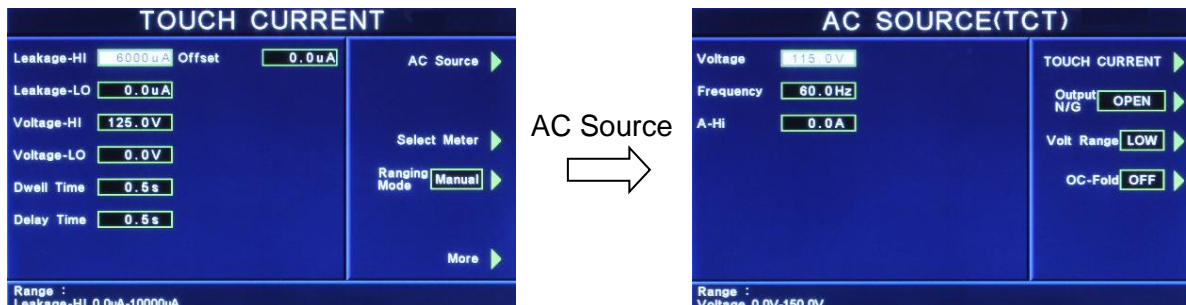 TOUCH CURRENT
Leakage-HI 6000uA Offset 0.0uA
Leakage-LO 0.0uA
Voltage-HI 125.0V
Voltage-LO 0.0V
Dwell Time 0.5s
Delay Time 0.5s
AC Source
Select Meter
Ranging Mode Manual
More
Range :
Leakage-HI 0.0uA-10000uA
AC Source
AC SOURCE(TCT)
Voltage 115.0V
Frequency 60.0Hz
A-Hi 0.0A
TOUCH CURRENT
Output N/G OPEN
Volt Range LOW
OC-Fold OFF
Range :
Voltage 0.0V-150.0V